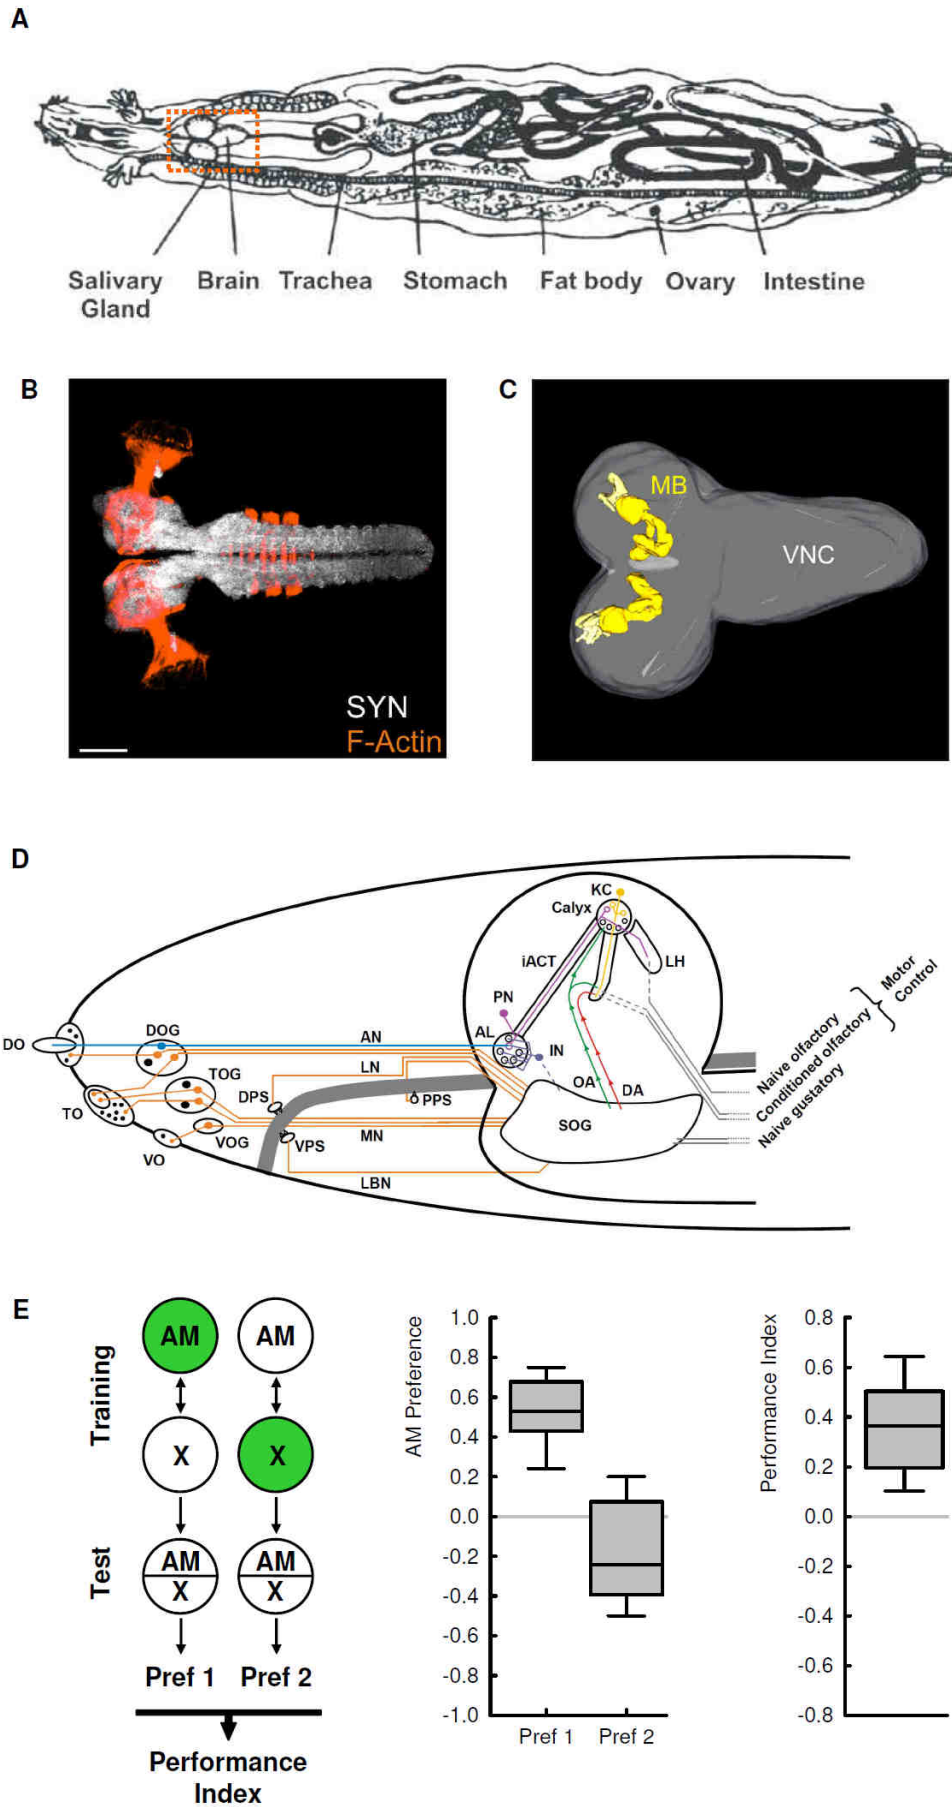 A
Salivary
Gland
Brain
Trachea
Stomach
Fat body
Ovary
Intestine
B
SYN
F-Actin
C
MB
VNC
D
KC
Calyx
iACT
LH
PN
AL
IN
DO
DOG
AN
LN
TOG
DPS
PPS
TO
VOG
VPS
MN
VO
LBN
OA
DA
SOG
Naive olfactory
Conditioned olfactory
Naive gustatory
Motor
Control
E
Training
AM
AM
X
X
Test
AM
X
AM
X
Pref 1
Pref 2
Performance
Index
AM Preference
1.0
0.8
0.6
0.4
0.2
0.0
-0.2
-0.4
-0.6
-0.8
-1.0
Pref 1
Pref 2
Performance Index
0.8
0.6
0.4
0.2
0.0
-0.2
-0.4
-0.6
-0.8